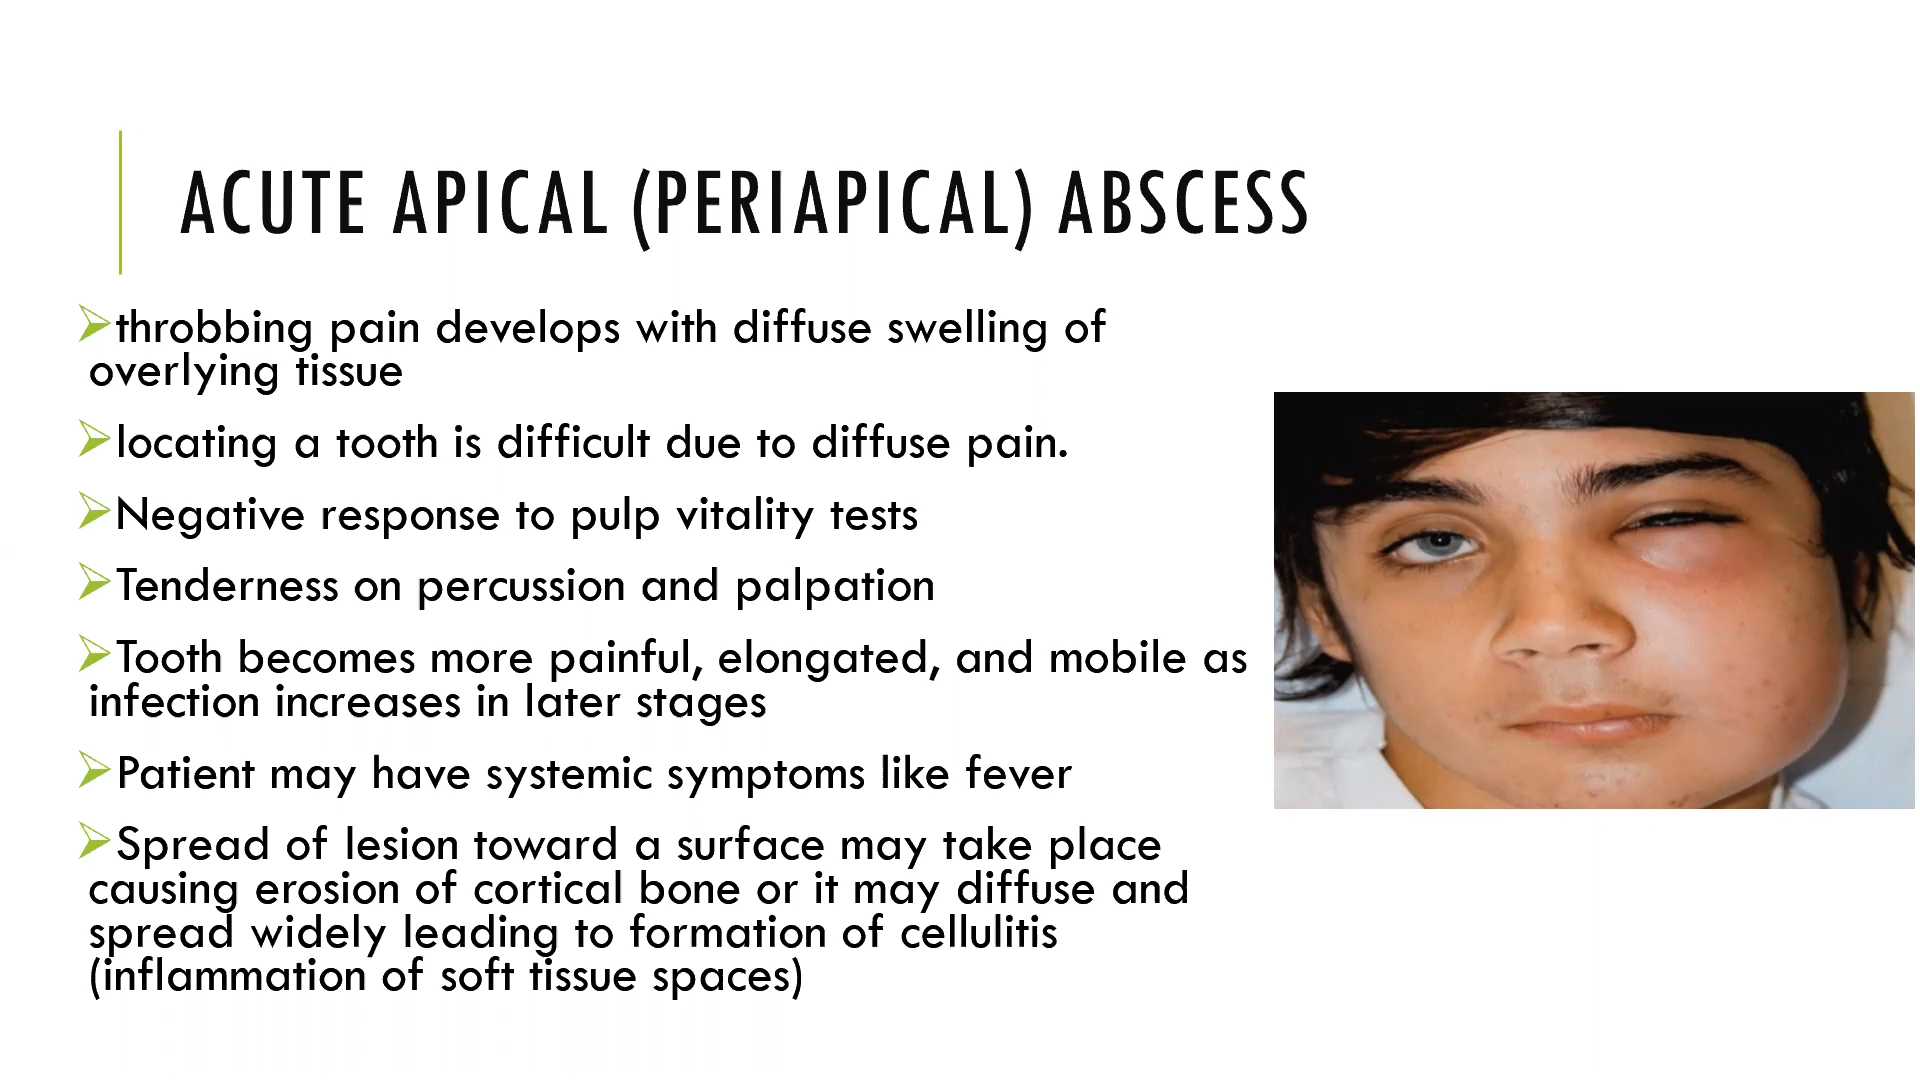 ACUTE APICAL (PERIAPICAL) ABSCESS
throbbing pain develops with diffuse swelling of
overlying tissue
locating a tooth is difficult due to diffuse pain.
Negative response to pulp vitality tests
Tenderness on percussion and palpation
Tooth becomes more painful, elongated, and mobile as
infection increases in later stages
Patient may have systemic symptoms like fever
Spread of lesion toward a surface may take place
causing erosion of cortical bone or it may diffuse and
spread widely leading to formation of cellulitis
(inflammation of soft tissue spaces)